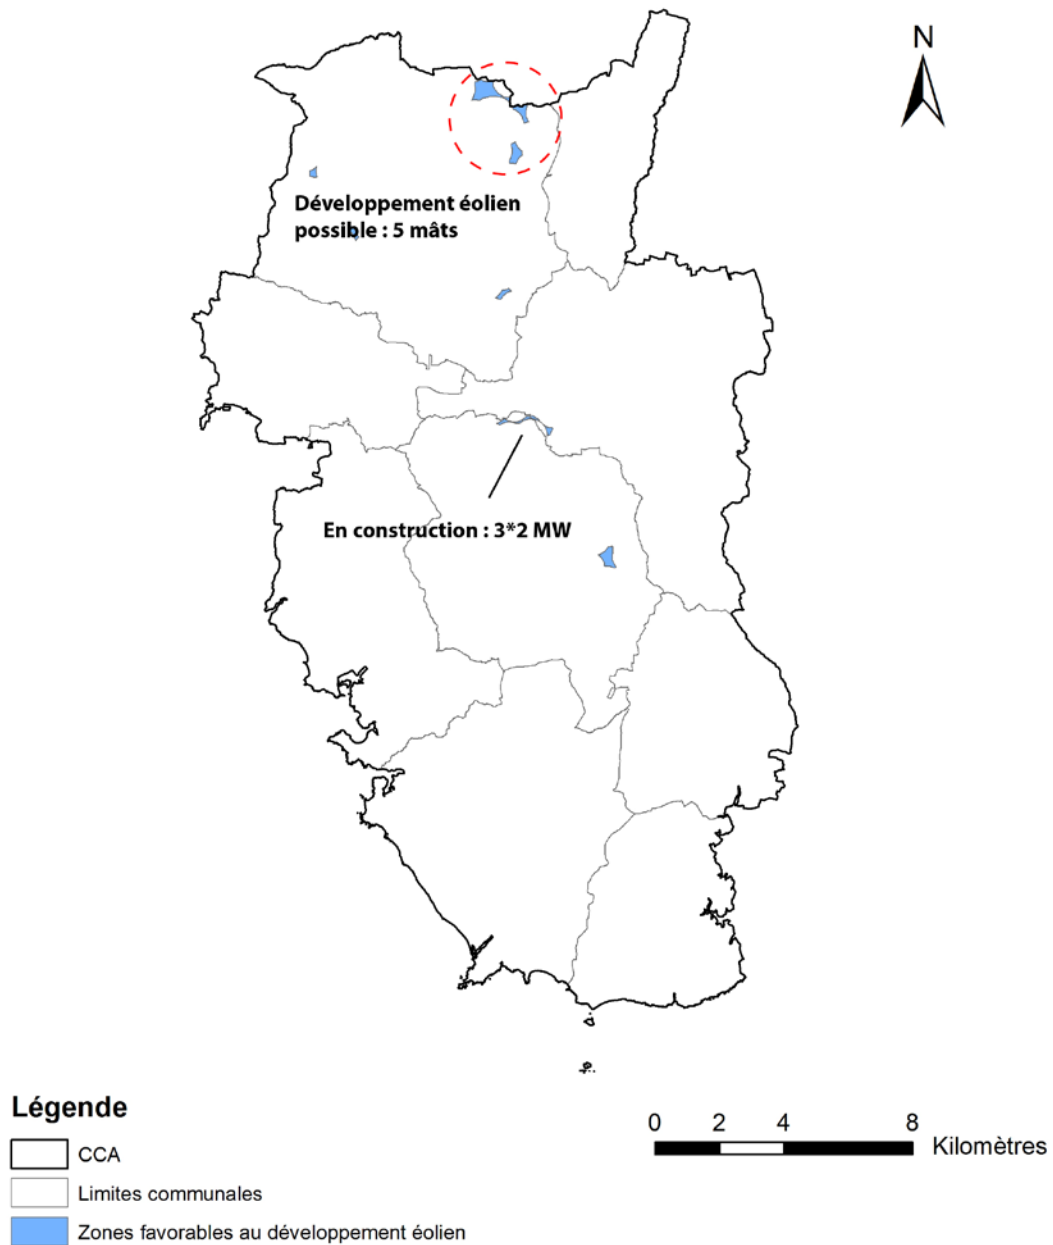 N
Développement éolien
possible : 5 mâts
En construction : 3*2 MW
Légende
CCA
Limites communales
Zones favorables au développement éolien
0 2 4 8
Kilomètres